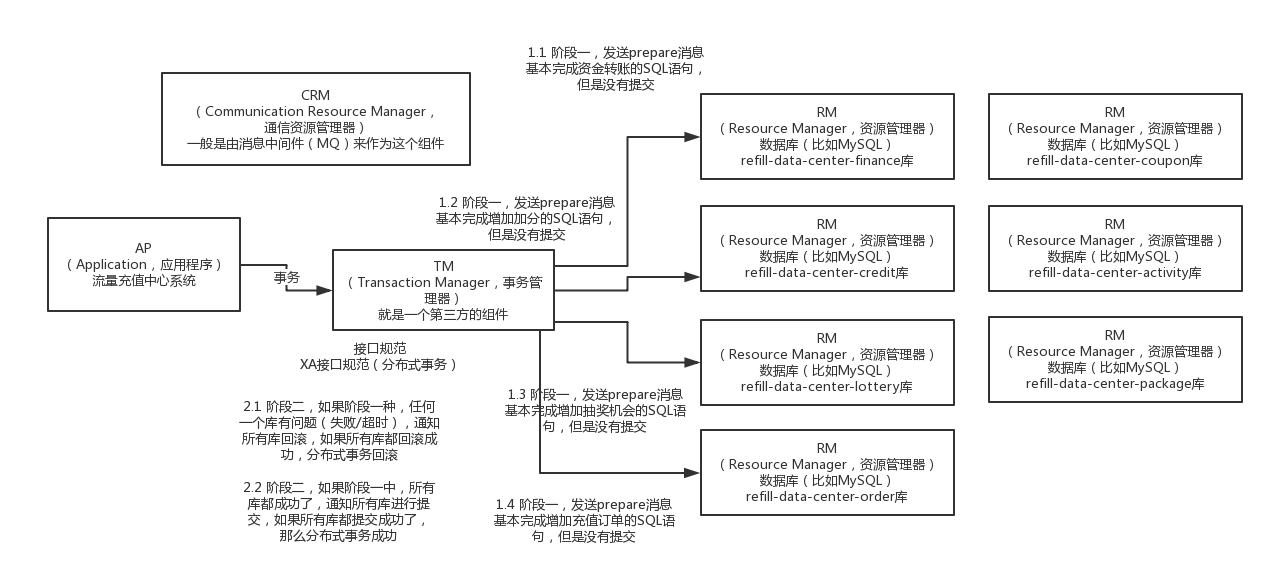 1.1 阶段一，发送prepare消息
基本完成资金转账的SQL语句，
但是没有提交
CRM
（Communication Resource Manager，
通信资源管理器）
一般是由消息中间件（MQ）来作为这个组件
RM
（Resource Manager，资源管理器）
数据库（比如MySQL）
refill-data-center-finance库
RM
（Resource Manager，资源管理器）
数据库（比如MySQL）
refill-data-center-coupon库
1.2 阶段一，发送prepare消息
基本完成增加加分的SQL语句，
但是没有提交
AP
（Application，应用程序）
流量充值中心系统
事务
TM
（Transaction Manager，事务管
理器）
就是一个第三方的组件
接口规范
XA接口规范（分布式事务）
RM
（Resource Manager，资源管理器）
数据库（比如MySQL）
refill-data-center-credit库
RM
（Resource Manager，资源管理器）
数据库（比如MySQL）
refill-data-center-activity库
RM
（Resource Manager，资源管理器）
数据库（比如MySQL）
refill-data-center-lottery库
RM
（Resource Manager，资源管理器）
数据库（比如MySQL）
refill-data-center-package库
1.3 阶段一，发送prepare消息
基本完成增加抽奖机会的SQL语
句，但是没有提交
2.1 阶段二，如果阶段一种，任何
一个库有问题（失败/超时），通知
所有库回滚，如果所有库都回滚成
功，分布式事务回滚
RM
（Resource Manager，资源管理器）
数据库（比如MySQL）
refill-data-center-order库
2.2 阶段二，如果阶段一中，所有
库都成功了，通知所有库进行提
交，如果所有库都提交成功了，
那么分布式事务成功
1.4 阶段一，发送prepare消息
基本完成增加充值订单的SQL语
句，但是没有提交